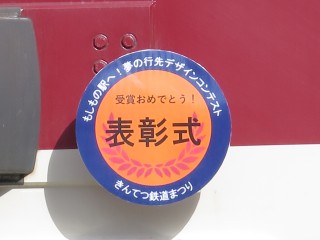 もしもの駅へ！夢の行先デザインコンテスト
受賞おめでとう！
表彰式
きんてつ鉄道まつり